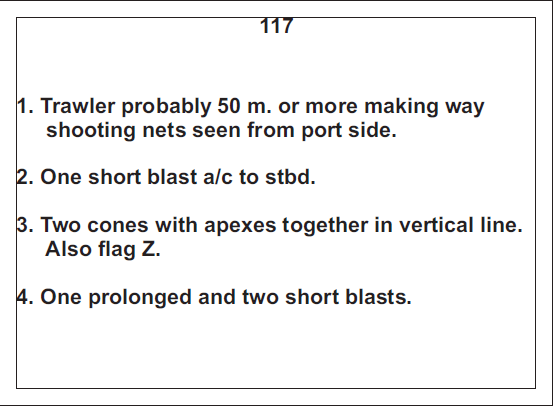 117
1. Trawler probably 50 m. or more making way
shooting nets seen from port side.
2. One short blast a/c to stbd.
3. Two cones with apexes together in vertical line.
Also flag Z.
4. One prolonged and two short blasts.